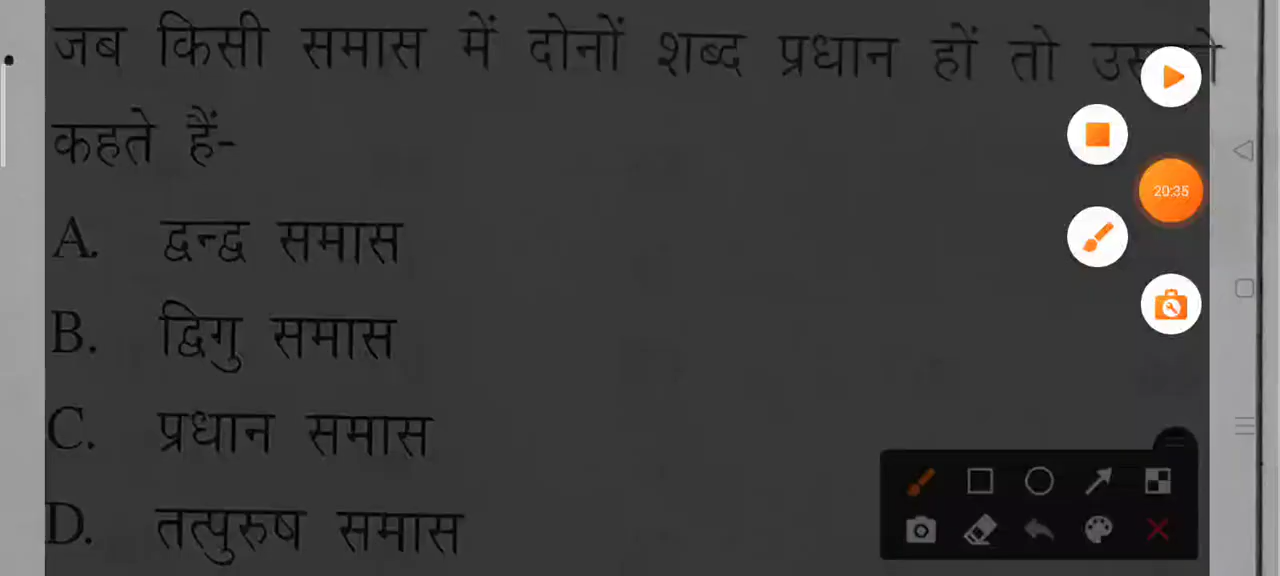 जब किसी समास में दोनों शब्द प्रधान हों तो
कहते हैं-
A. द्वन्द्व समास
B. द्विगु समास
C. प्रधान समास
D. तत्पुरुष समास
20:35